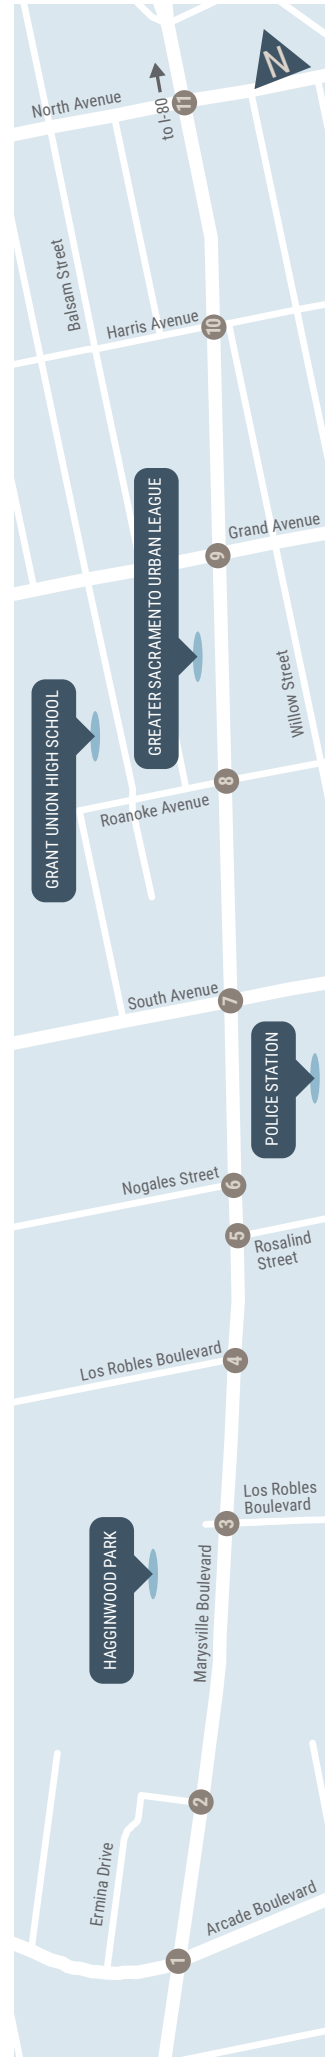 N
North Avenue
to I-80
11
Balsam Street
Harris Avenue
10
GREATER SACRAMENTO URBAN LEAGUE
Grand Avenue
9
Willow Street
GRANT UNION HIGH SCHOOL
8
Roanoke Avenue
South Avenue
7
POLICE STATION
Nogales Street
6
5
Rosalind
Street
Los Robles Boulevard
4
Los Robles
Boulevard
3
HAGGINWOOD PARK
Marysville Boulevard
2
Ermina Drive
Arcade Boulevard
1